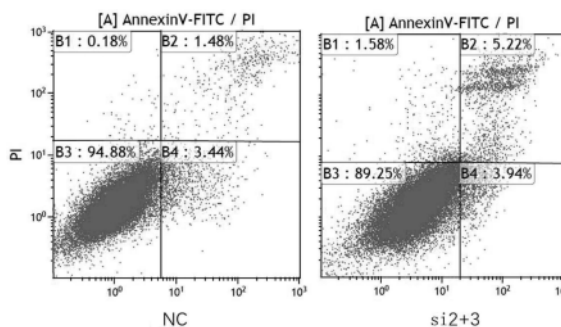 [A] AnnexinV-FITC / PI
B1 : 0.18%
B2 : 1.48%
B3 : 94.88%
B4 : 3.44%
PI
10³
10²
10¹
10⁰
10⁰
10¹
10²
10³
NC
[A] AnnexinV-FITC / PI
B1 : 1.58%
B2 : 5.22%
B3 : 89.25%
B4 : 3.94%
10⁰
10¹
10²
si2+3